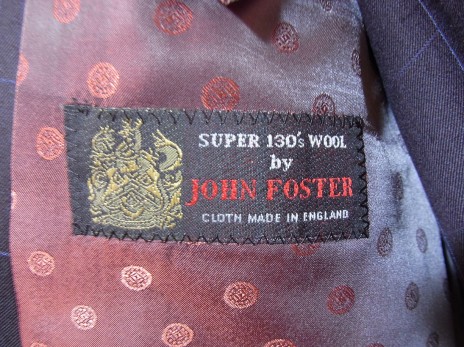 SUPER 130's WOOL
by
JOHN FOSTER
CLOTH MADE IN ENGLAND